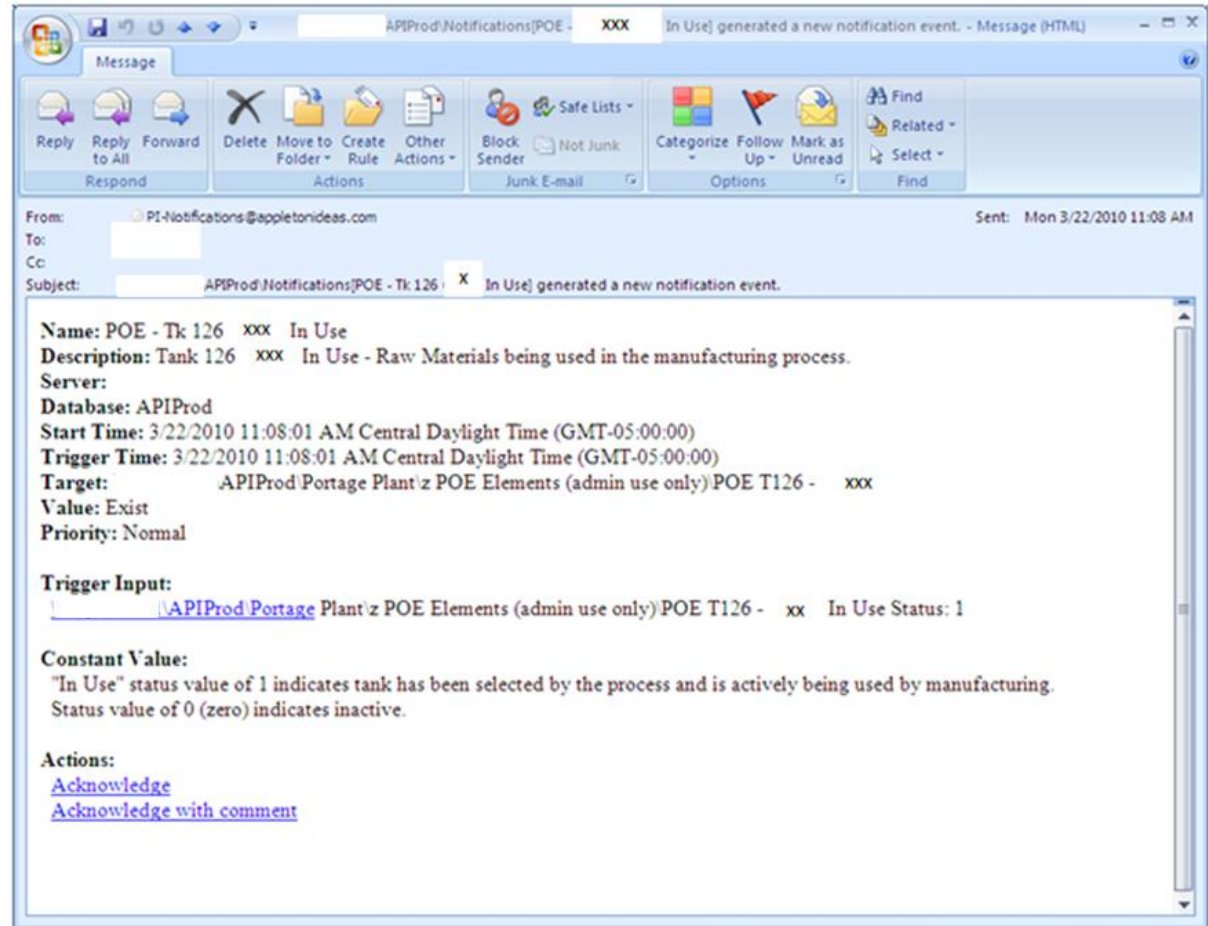 APIProd\Notifications[POE - XXX In Use] generated a new notification event. - Message (HTML)
Message
Reply
Reply to All
Forward
Delete
Move to Folder
Create Rule
Other Actions
Block Sender
Safe Lists
Not Junk
Categorize
Follow Up
Mark as Unread
Find
Related
Select
Respond
Actions
Junk E-mail
Options
Find
From: PI-Notifications@appletonideas.com Sent: Mon 3/22/2010 11:08 AM
To:
Cc:
Subject: APIProd\Notifications[POE - Tk 126 X In Use] generated a new notification event.
Name: POE - Tk 126 XXX In Use
Description: Tank 126 XXX In Use - Raw Materials being used in the manufacturing process.
Server:
Database: APIProd
Start Time: 3/22/2010 11:08:01 AM Central Daylight Time (GMT-05:00:00)
Trigger Time: 3/22/2010 11:08:01 AM Central Daylight Time (GMT-05:00:00)
Target: \APIProd\Portage Plant\z POE Elements (admin use only)\POE T126 - XXX
Value: Exist
Priority: Normal
Trigger Input:
\APIProd\Portage Plant\z POE Elements (admin use only)\POE T126 - XX In Use Status: 1
Constant Value:
"In Use" status value of 1 indicates tank has been selected by the process and is actively being used by manufacturing.
Status value of 0 (zero) indicates inactive.
Actions:
Acknowledge
Acknowledge with comment